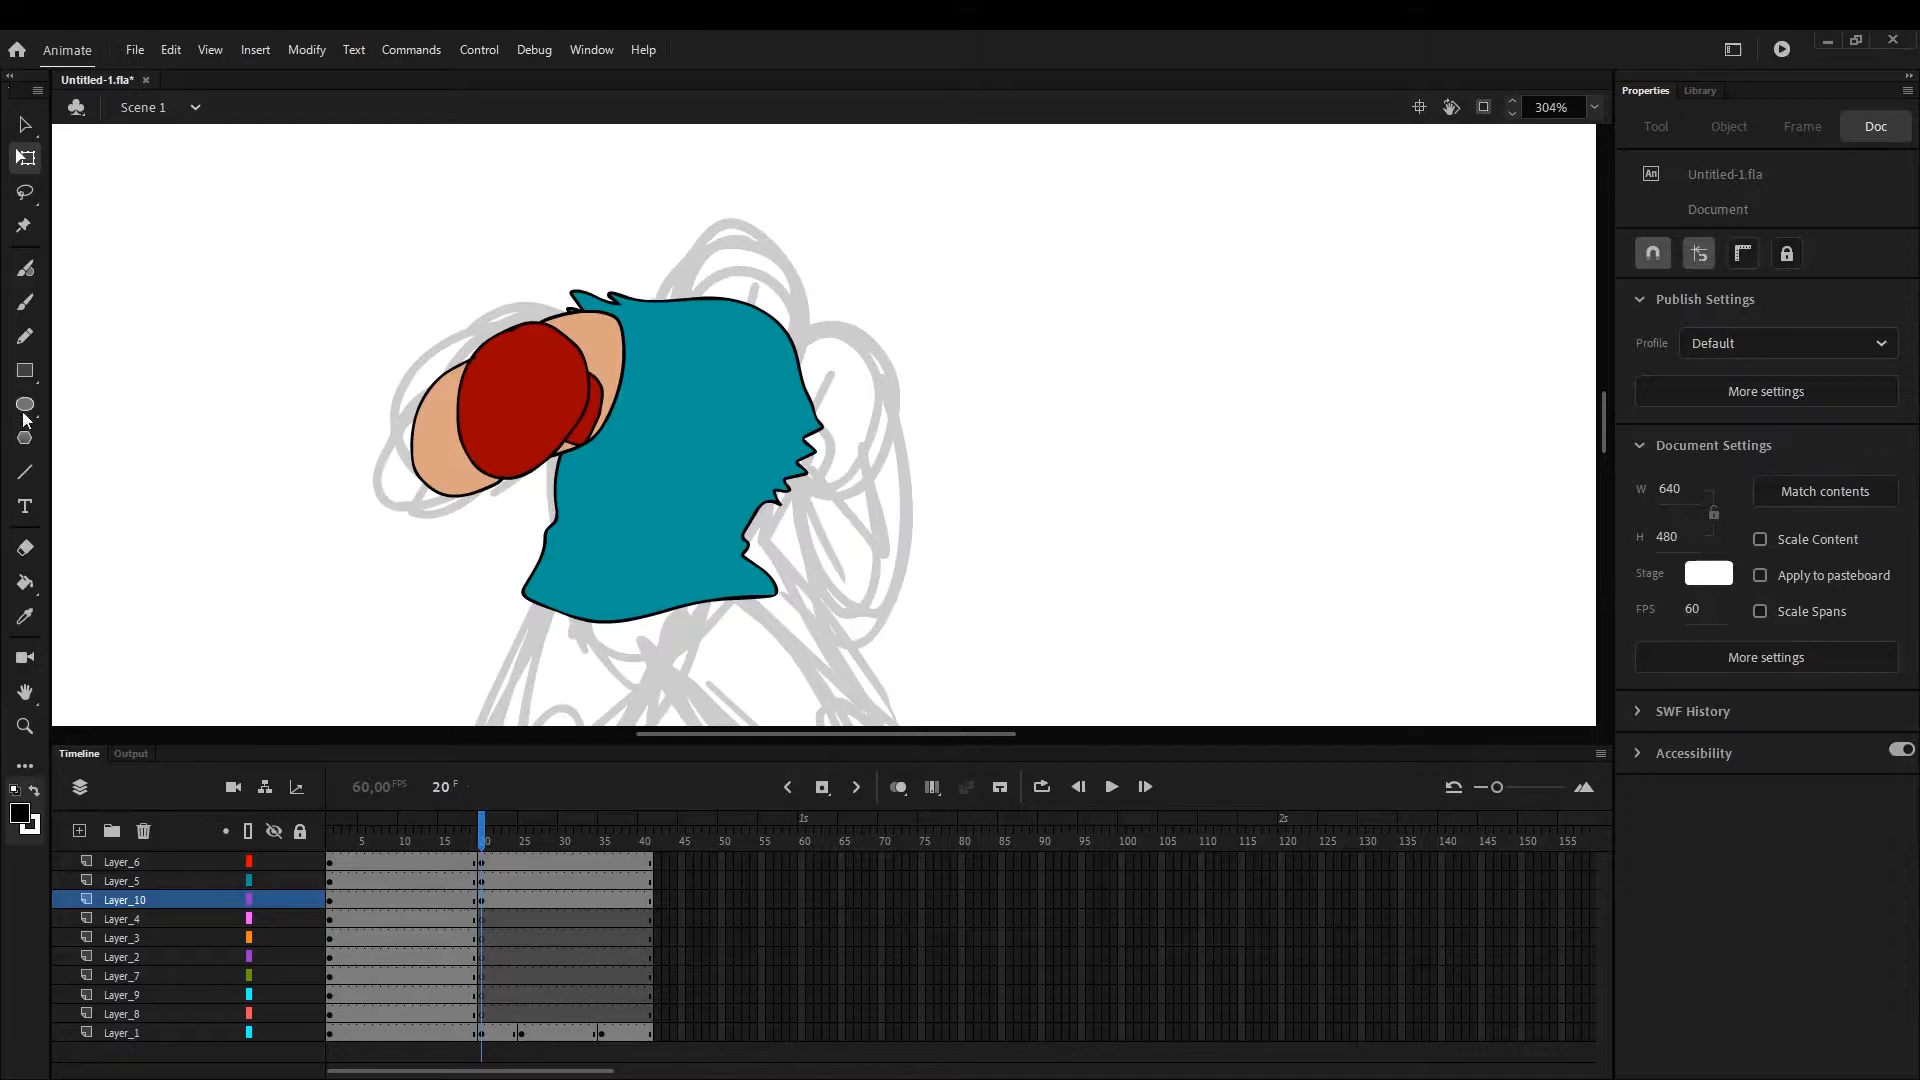 Animate File Edit View Insert Modify Text Commands Control Debug Window Help
Untitled-1.fla*
Scene 1
304%
Properties Library
Tool Object Frame Doc
An Untitled-1.fla
Document
Publish Settings
Profile Default
More settings
Document Settings
W 640 Match contents
H 480 Scale Content
Stage Apply to pasteboard
FPS 60 Scale Spans
More settings
SWF History
Accessibility
Timeline Output
60,00 FPS 20 F
1s 2s
5 10 15 20 25 30 35 40 45 50 55 60 65 70 75 80 85 90 95 100 105 110 115 120 125 130 135 140 145 150 155
Layer_6
Layer_5
Layer_10
Layer_4
Layer_3
Layer_2
Layer_7
Layer_9
Layer_8
Layer_1